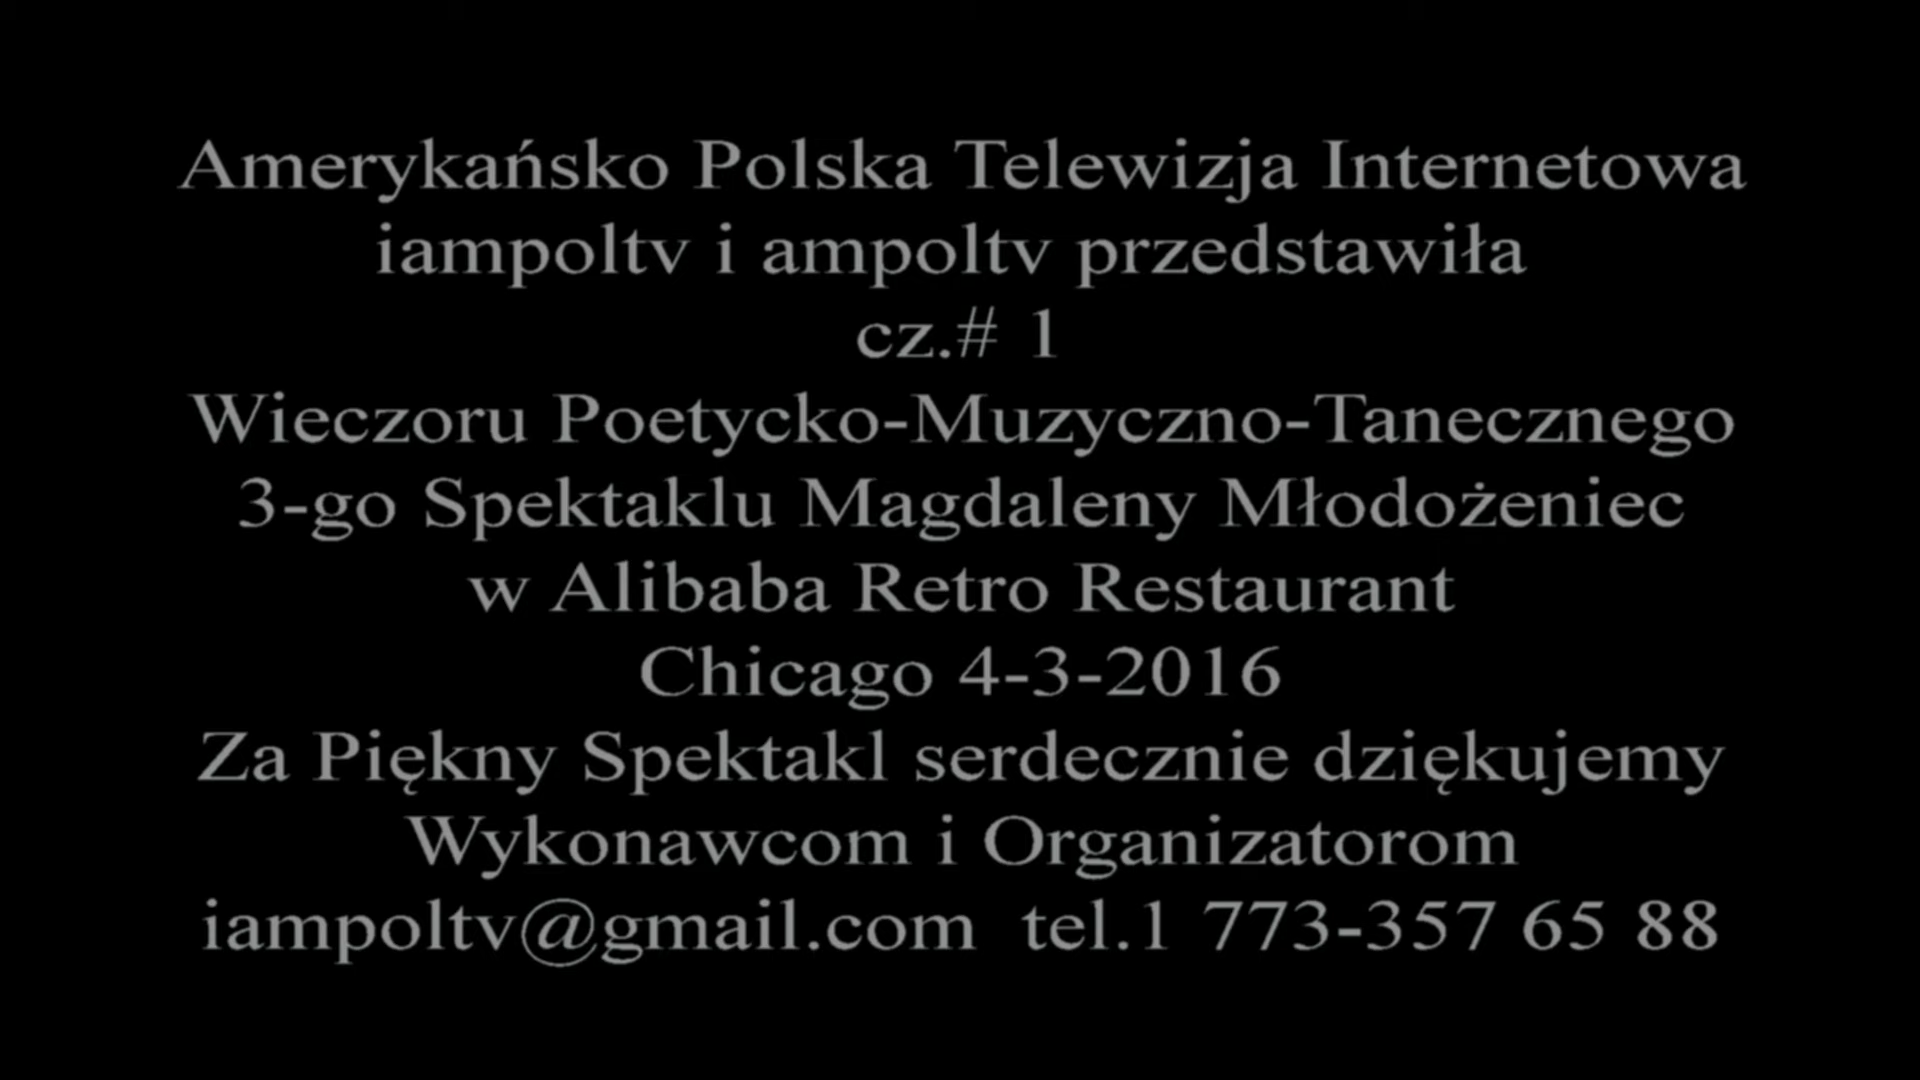 Amerykańsko Polska Telewizja Internetowa
iampoltv i ampoltv przedstawiła
cz.# 1
Wieczoru Poetycko-Muzyczno-Tanecznego
3-go Spektaklu Magdaleny Młodożeniec
w Alibaba Retro Restaurant
Chicago 4-3-2016
Za Piękny Spektakl serdecznie dziękujemy
Wykonawcom i Organizatorom
iampoltv@gmail.com tel.1 773-357 65 88